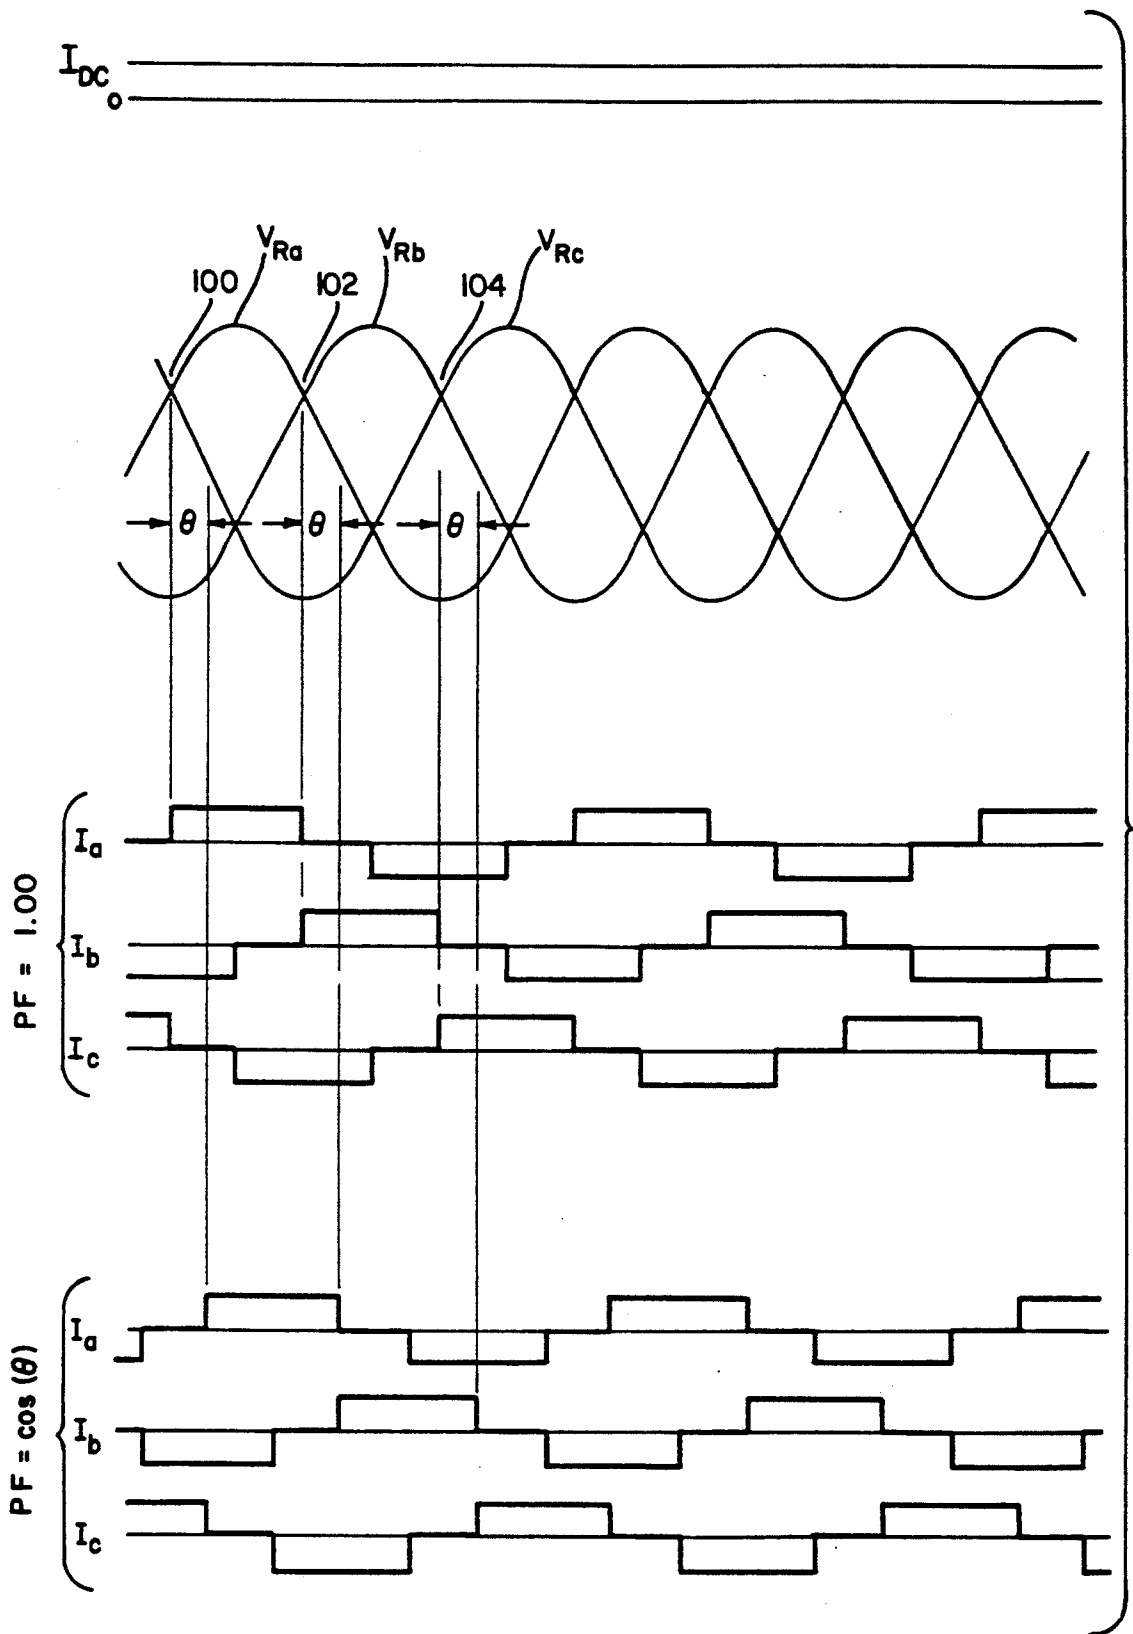 I_DC
0
V_Ra V_Rb V_Rc
100 102 104
θ θ θ
PF = 1.00
I_a
I_b
I_c
PF = cos (θ)
I_a
I_b
I_c